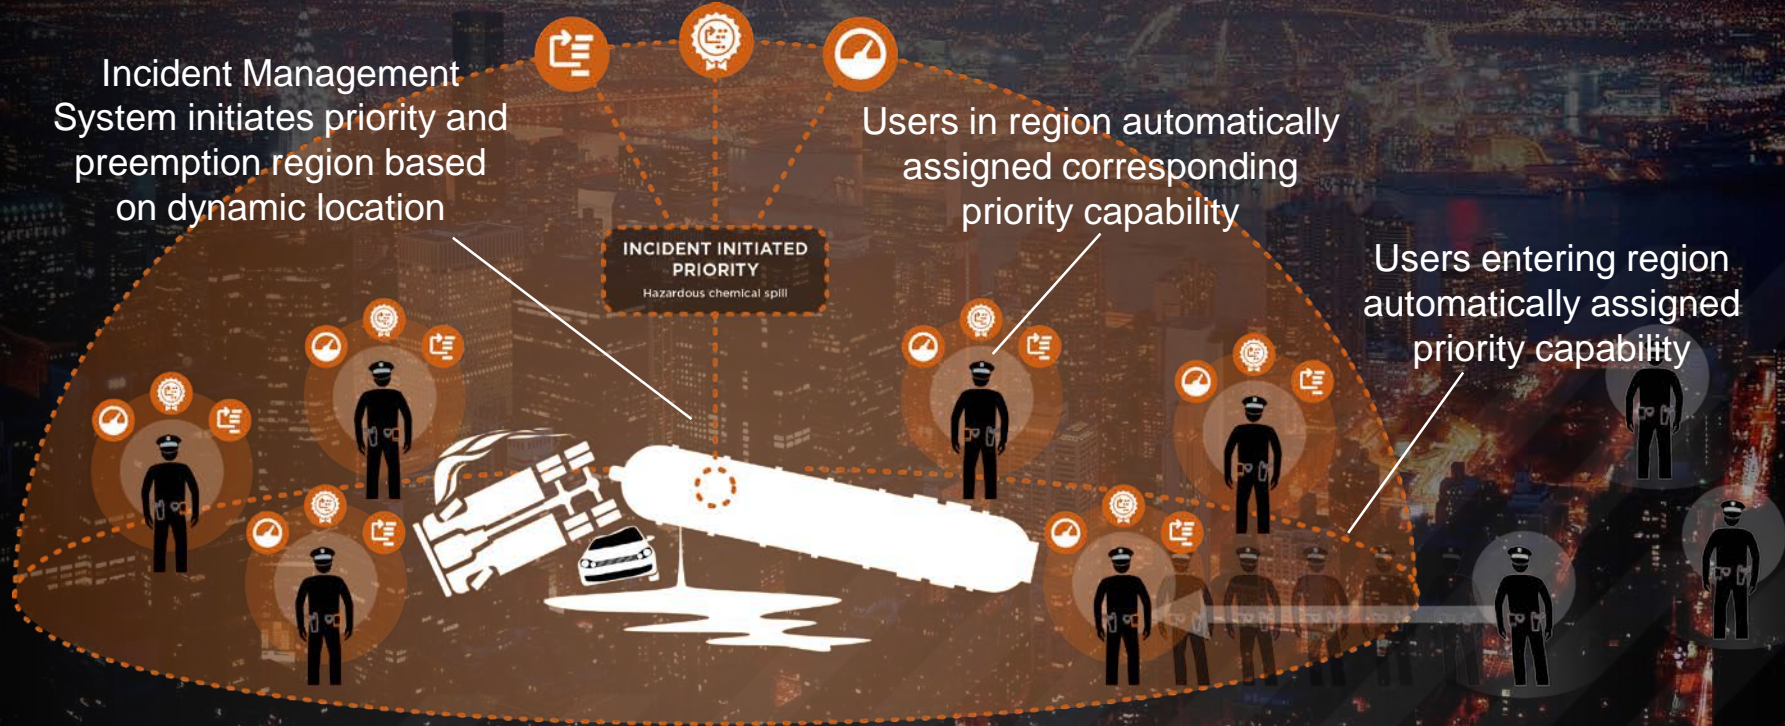 Incident Management
System initiates priority and
preemption region based
on dynamic location
INCIDENT INITIATED
PRIORITY
Hazardous chemical spill
Users in region automatically
assigned corresponding
priority capability
Users entering region
automatically assigned
priority capability